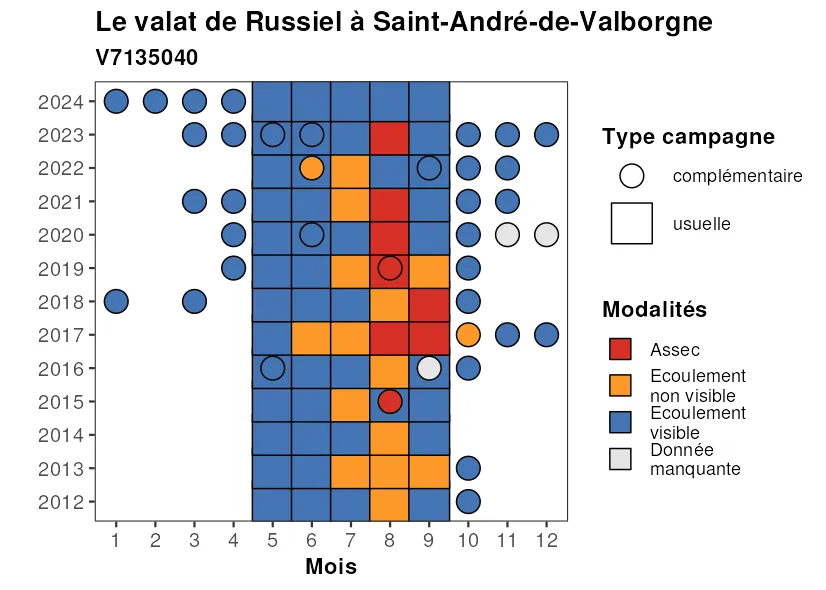 Le valat de Russiel à Saint-André-de-Valborgne
V7135040
2024
2023
2022
2021
2020
2019
2018
2017
2016
2015
2014
2013
2012
1 2 3 4 5 6 7 8 9 10 11 12
Mois
Type campagne
complémentaire
usuelle
Modalités
Assec
Ecoulement
non visible
Ecoulement
visible
Donnée
manquante